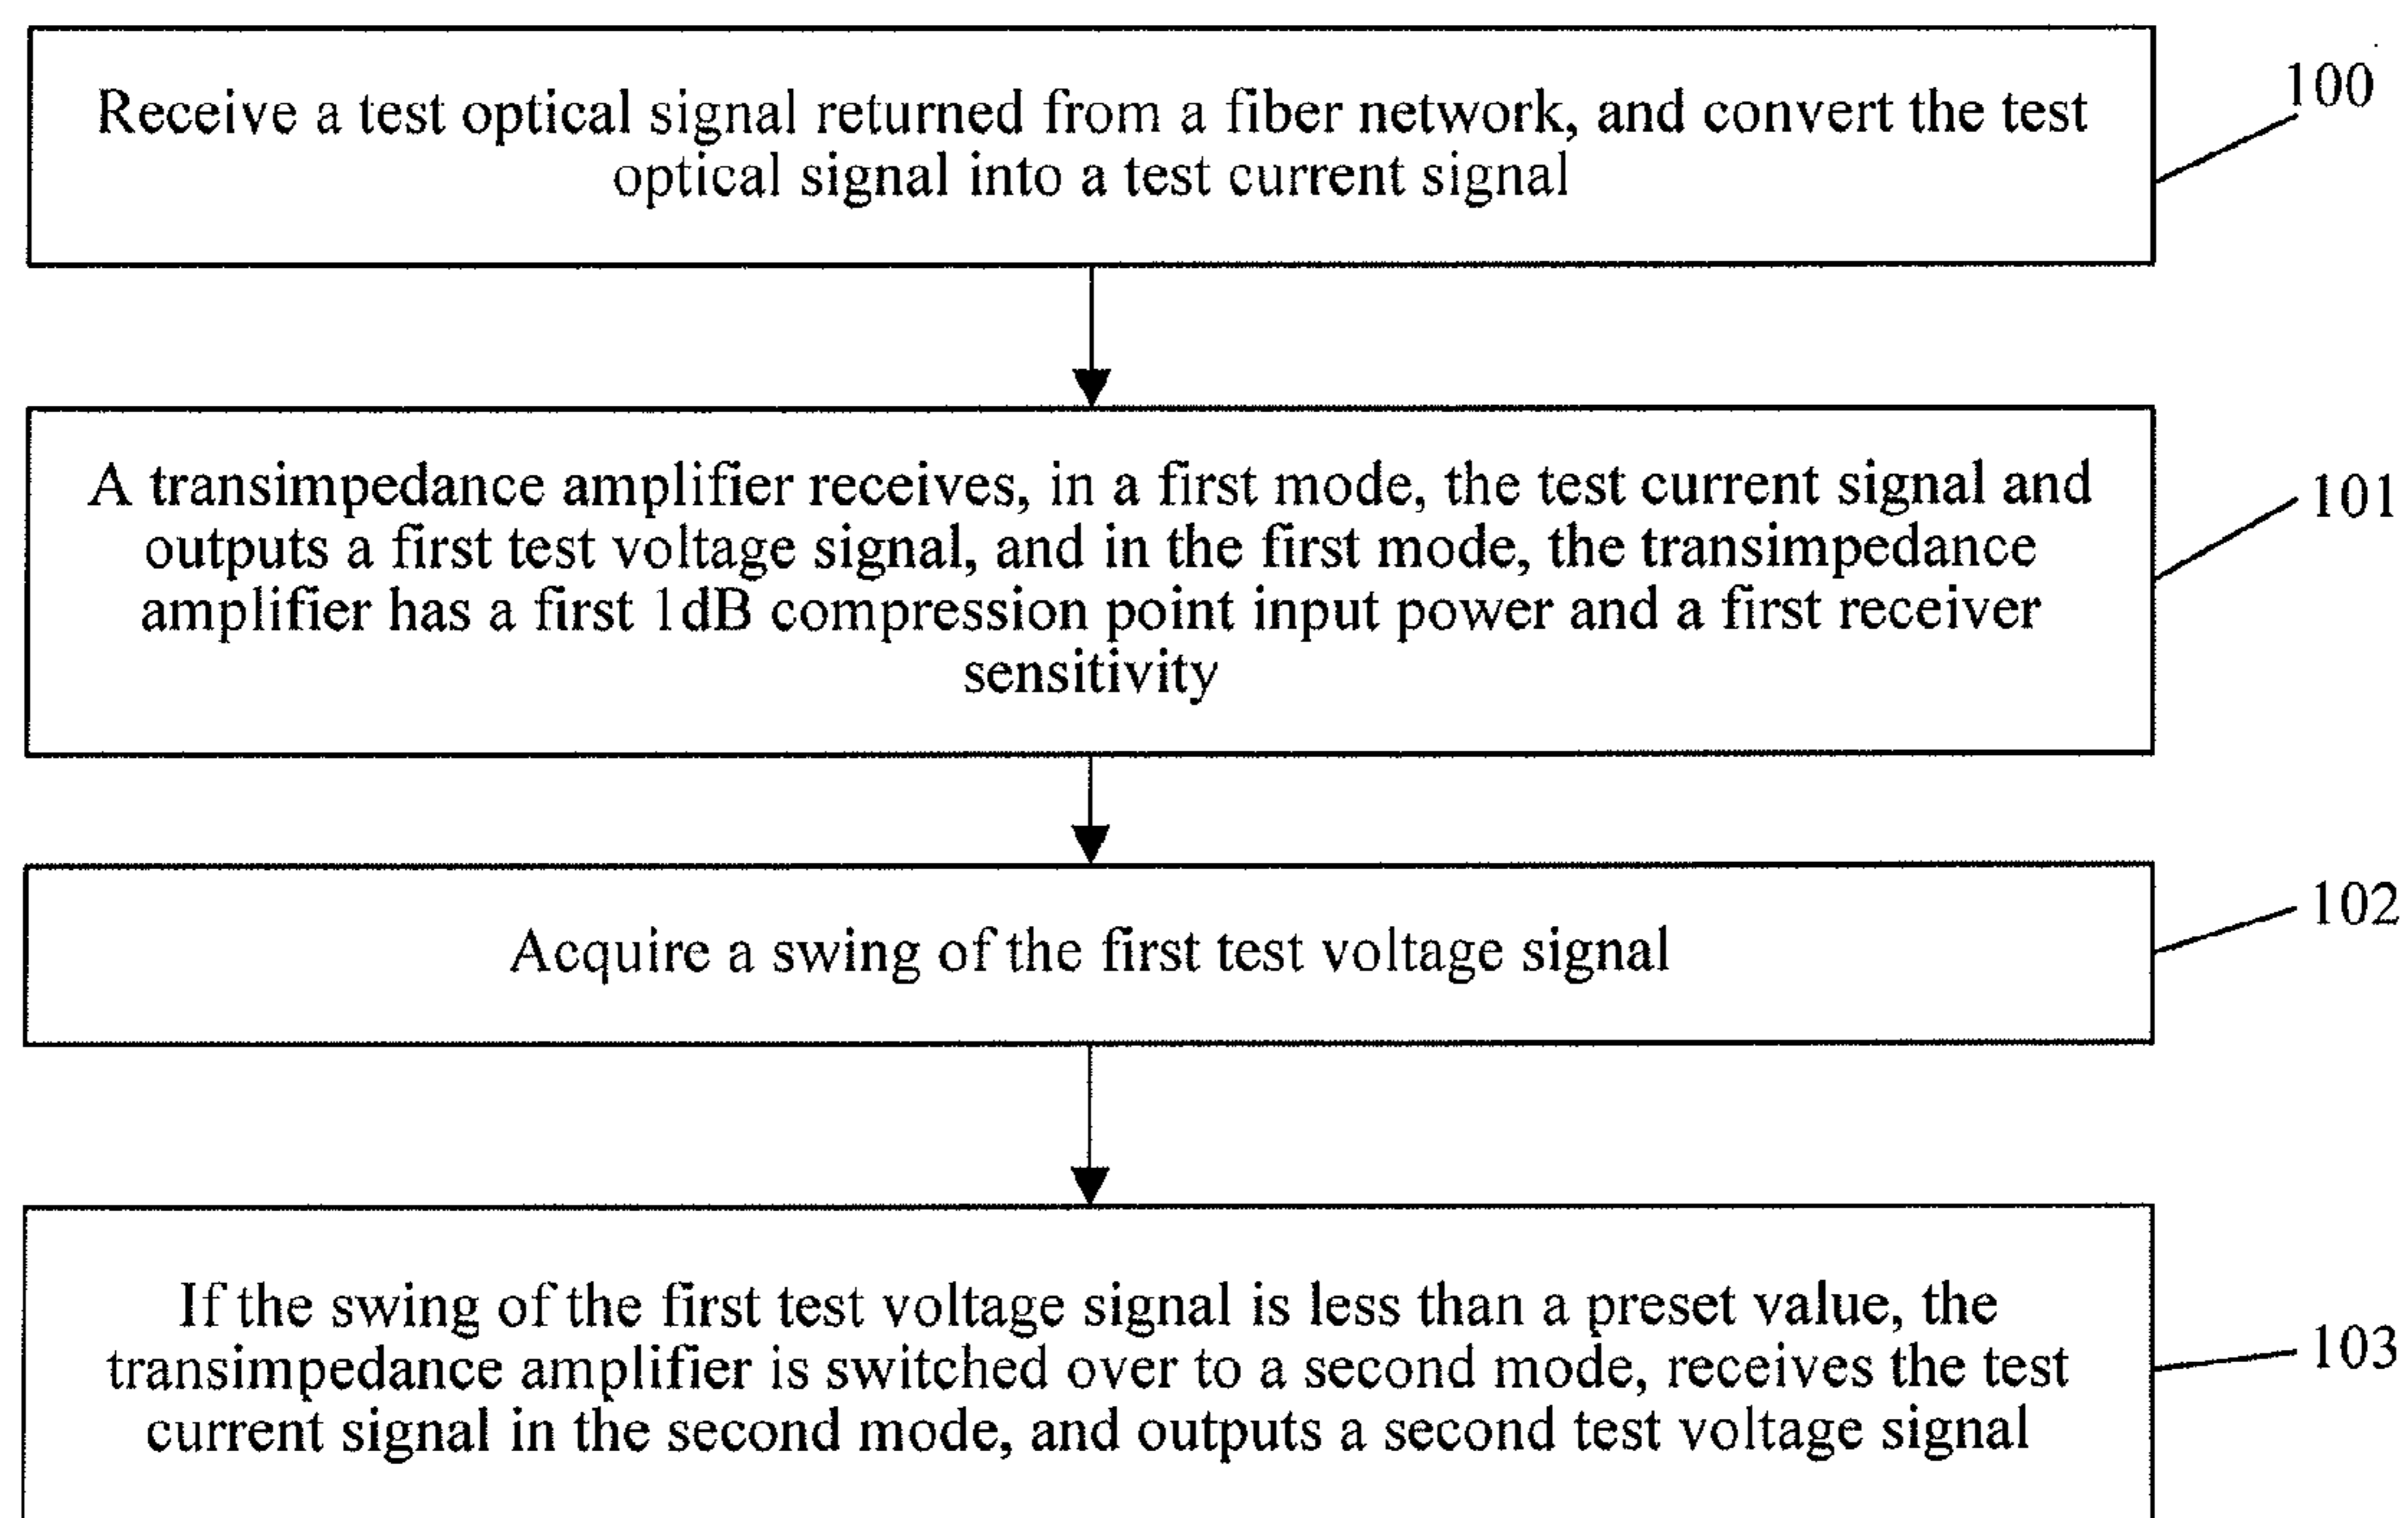 Receive a test optical signal returned from a fiber network, and convert the test
optical signal into a test current signal
100
A transimpedance amplifier receives, in a first mode, the test current signal and
outputs a first test voltage signal, and in the first mode, the transimpedance
amplifier has a first 1dB compression point input power and a first receiver
sensitivity
101
Acquire a swing of the first test voltage signal
102
If the swing of the first test voltage signal is less than a preset value, the
transimpedance amplifier is switched over to a second mode, receives the test
current signal in the second mode, and outputs a second test voltage signal
103